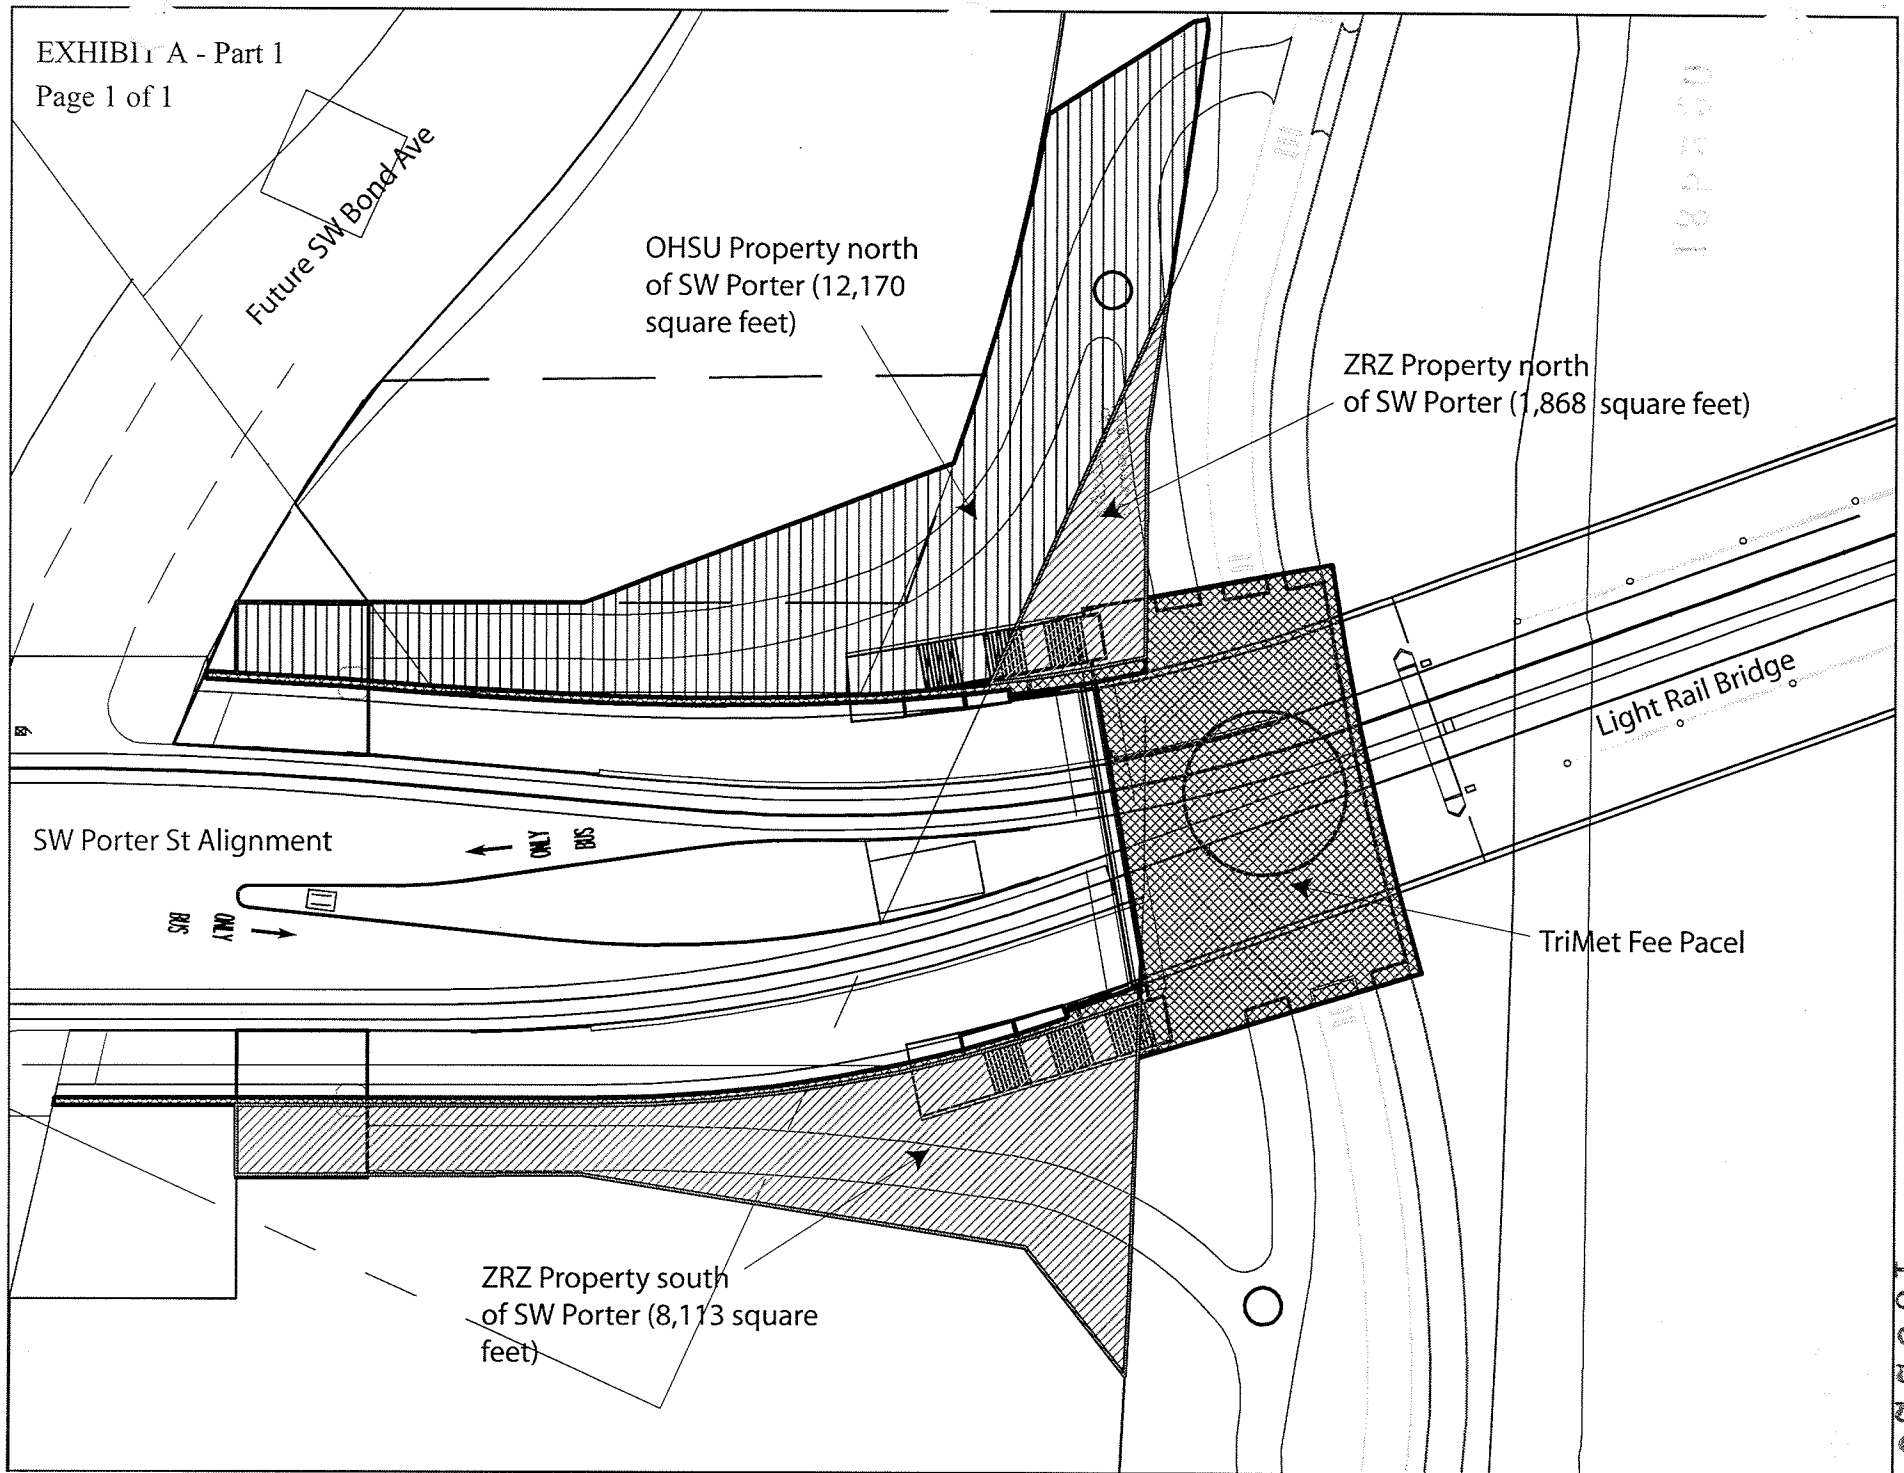 EXHIBIT A - Part 1
Page 1 of 1
Future SW Bond Ave
OHSU Property north
of SW Porter (12,170
square feet)
ZRZ Property north
of SW Porter (1,868 square feet)
Light Rail Bridge
SW Porter St Alignment
ONLY
BUS
BUS
ONLY
TriMet Fee Pacel
ZRZ Property south
of SW Porter (8,113 square
feet)